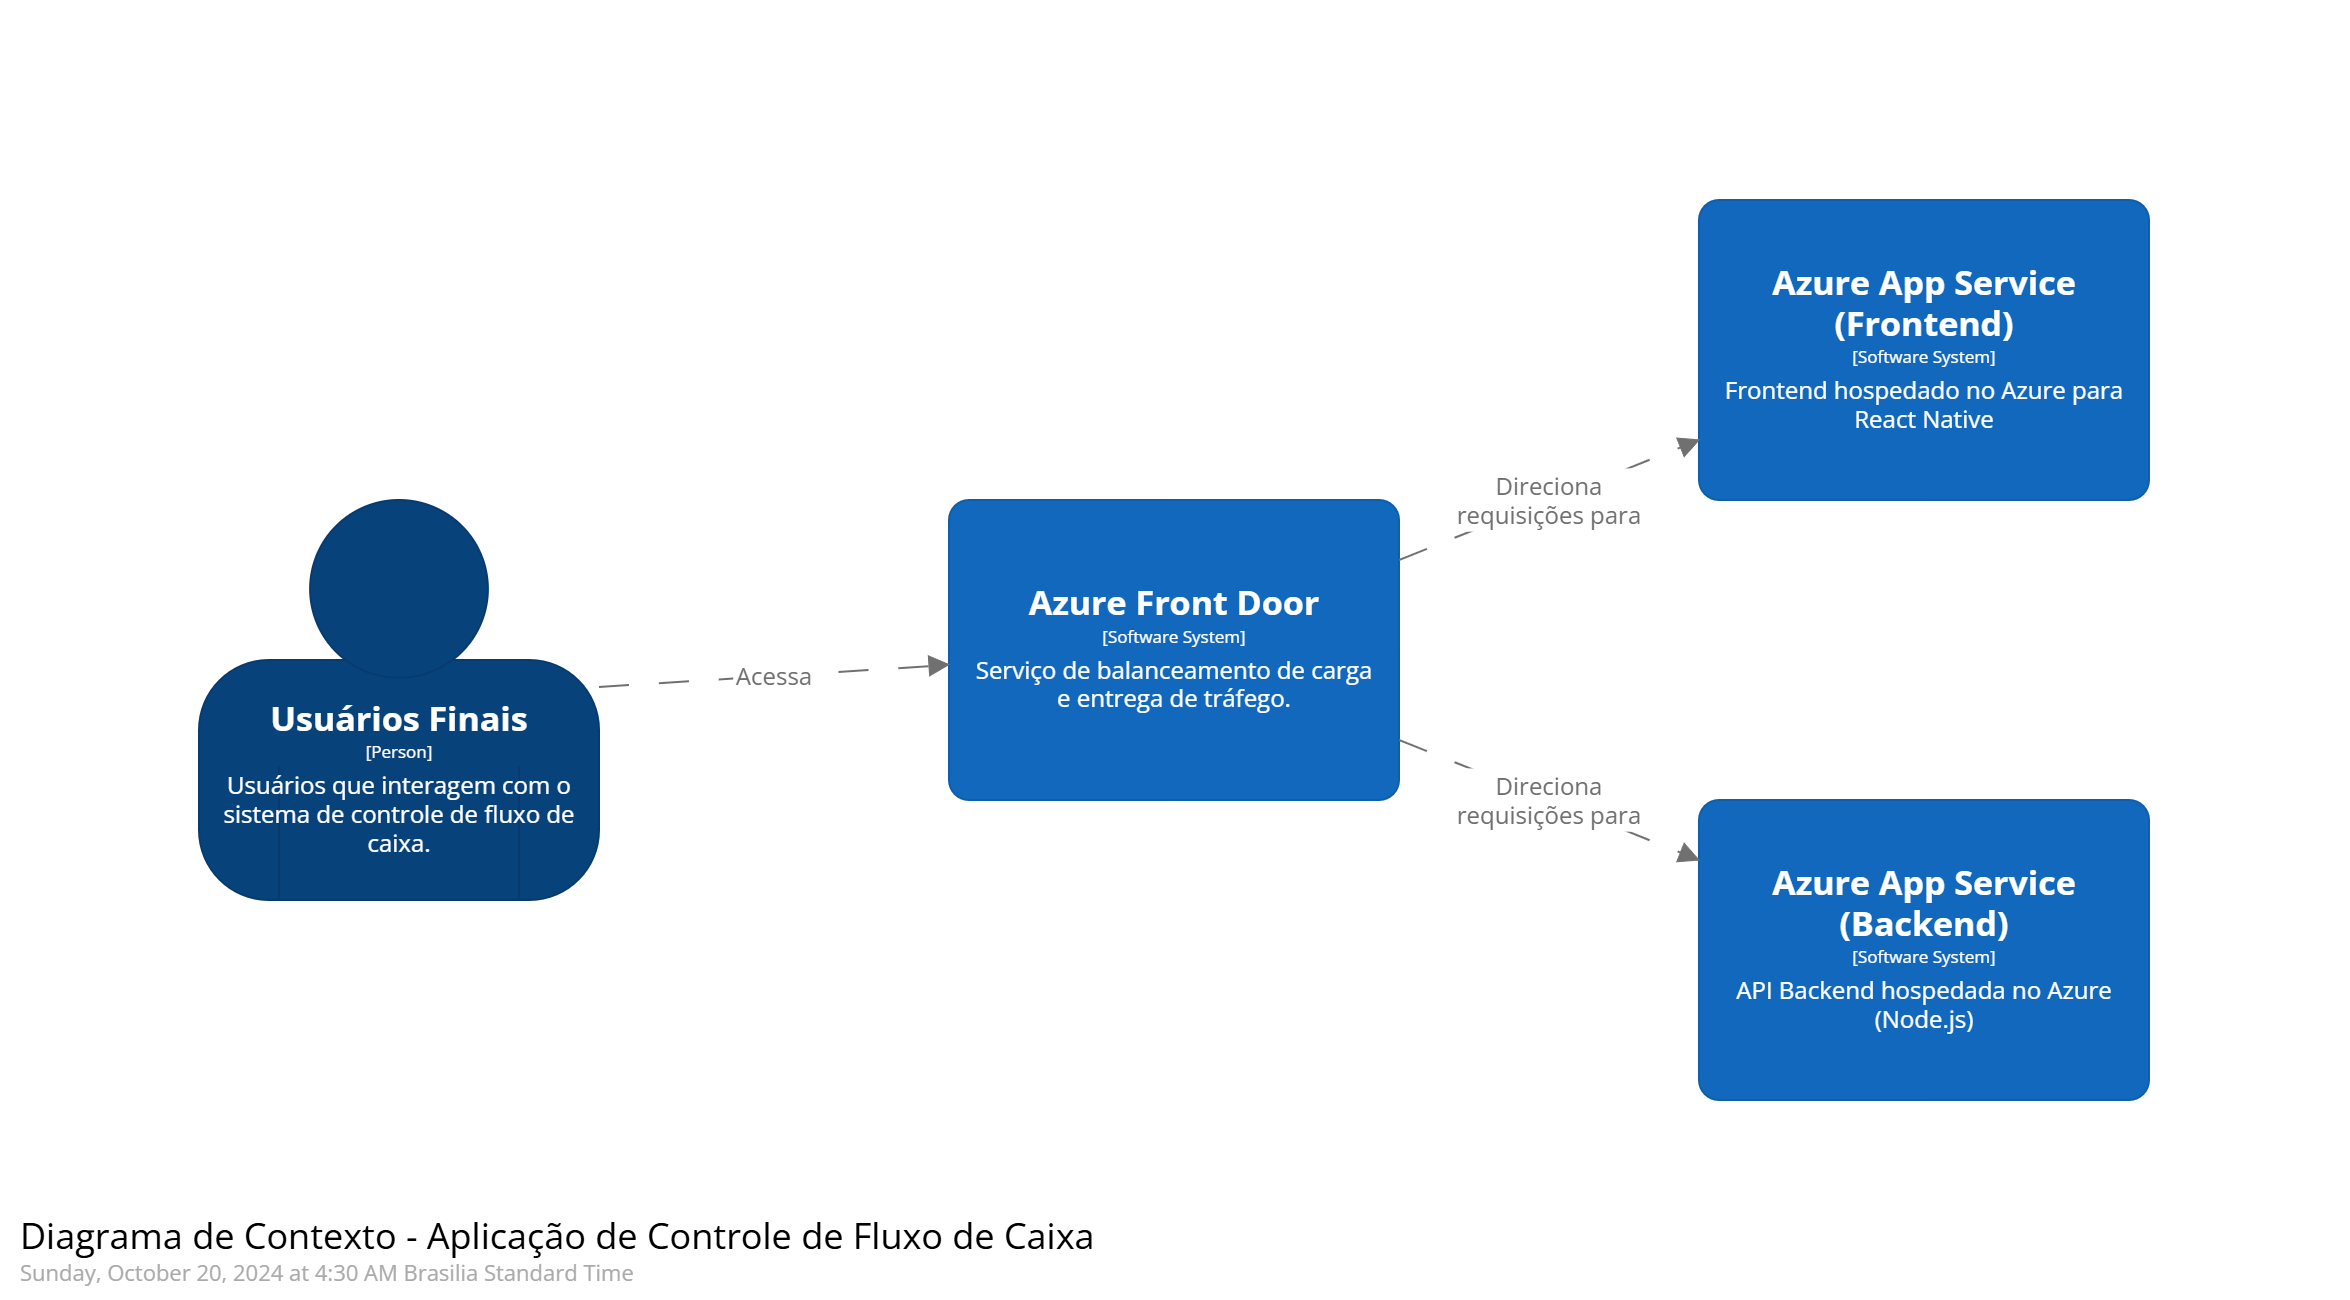 Usuários Finais
[Person]
Usuários que interagem com o
sistema de controle de fluxo de
caixa.
Acessa
Azure Front Door
[Software System]
Serviço de balanceamento de carga
e entrega de tráfego.
Direciona
requisições para
Azure App Service
(Frontend)
[Software System]
Frontend hospedado no Azure para
React Native
Direciona
requisições para
Azure App Service
(Backend)
[Software System]
API Backend hospedada no Azure
(Node.js)
Diagrama de Contexto - Aplicação de Controle de Fluxo de Caixa
Sunday, October 20, 2024 at 4:30 AM Brasilia Standard Time